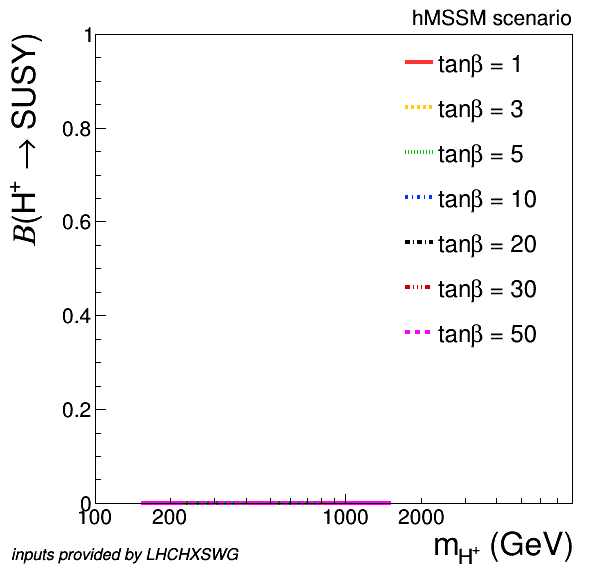 hMSSM scenario
B(H⁺ → SUSY)
1
0.8
0.6
0.4
0.2
0
tanβ = 1
tanβ = 3
tanβ = 5
tanβ = 10
tanβ = 20
tanβ = 30
tanβ = 50
100 200 1000 2000
m_H⁺ (GeV)
inputs provided by LHCHXSWG